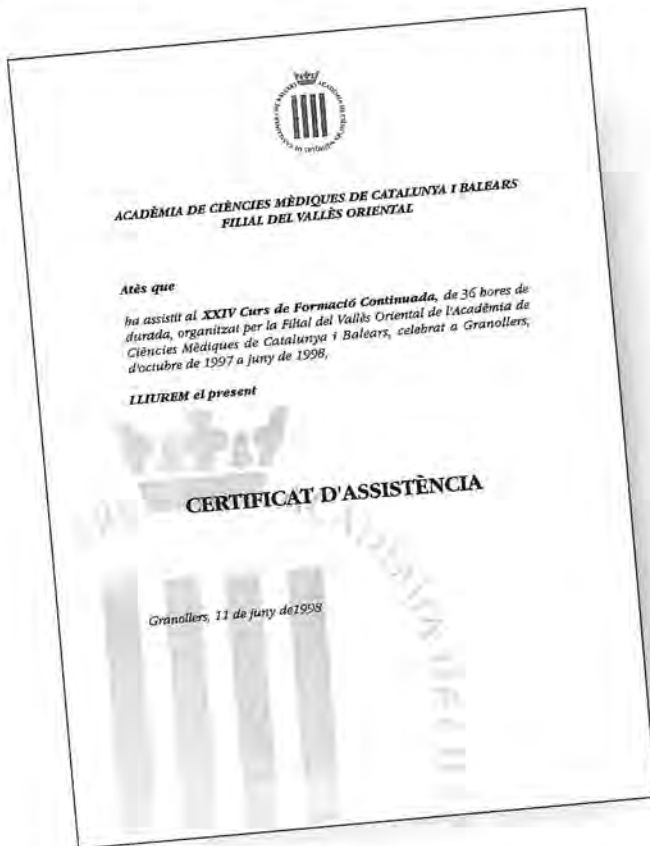 ACADÈMIA DE CIÈNCIES MÈDIQUES DE CATALUNYA I BALEARS
FILIAL DEL VALLÈS ORIENTAL
Atès que
ha assistit al XXIV Curs de Formació Continuada, de 36 hores de
durada, organitzat per la Filial del Vallès Oriental de l'Acadèmia de
Ciències Mèdiques de Catalunya i Balears, celebrat a Granollers,
d'octubre de 1997 a juny de 1998,
LLIUREM el present
CERTIFICAT D'ASSISTÈNCIA
Granollers, 11 de juny de1998